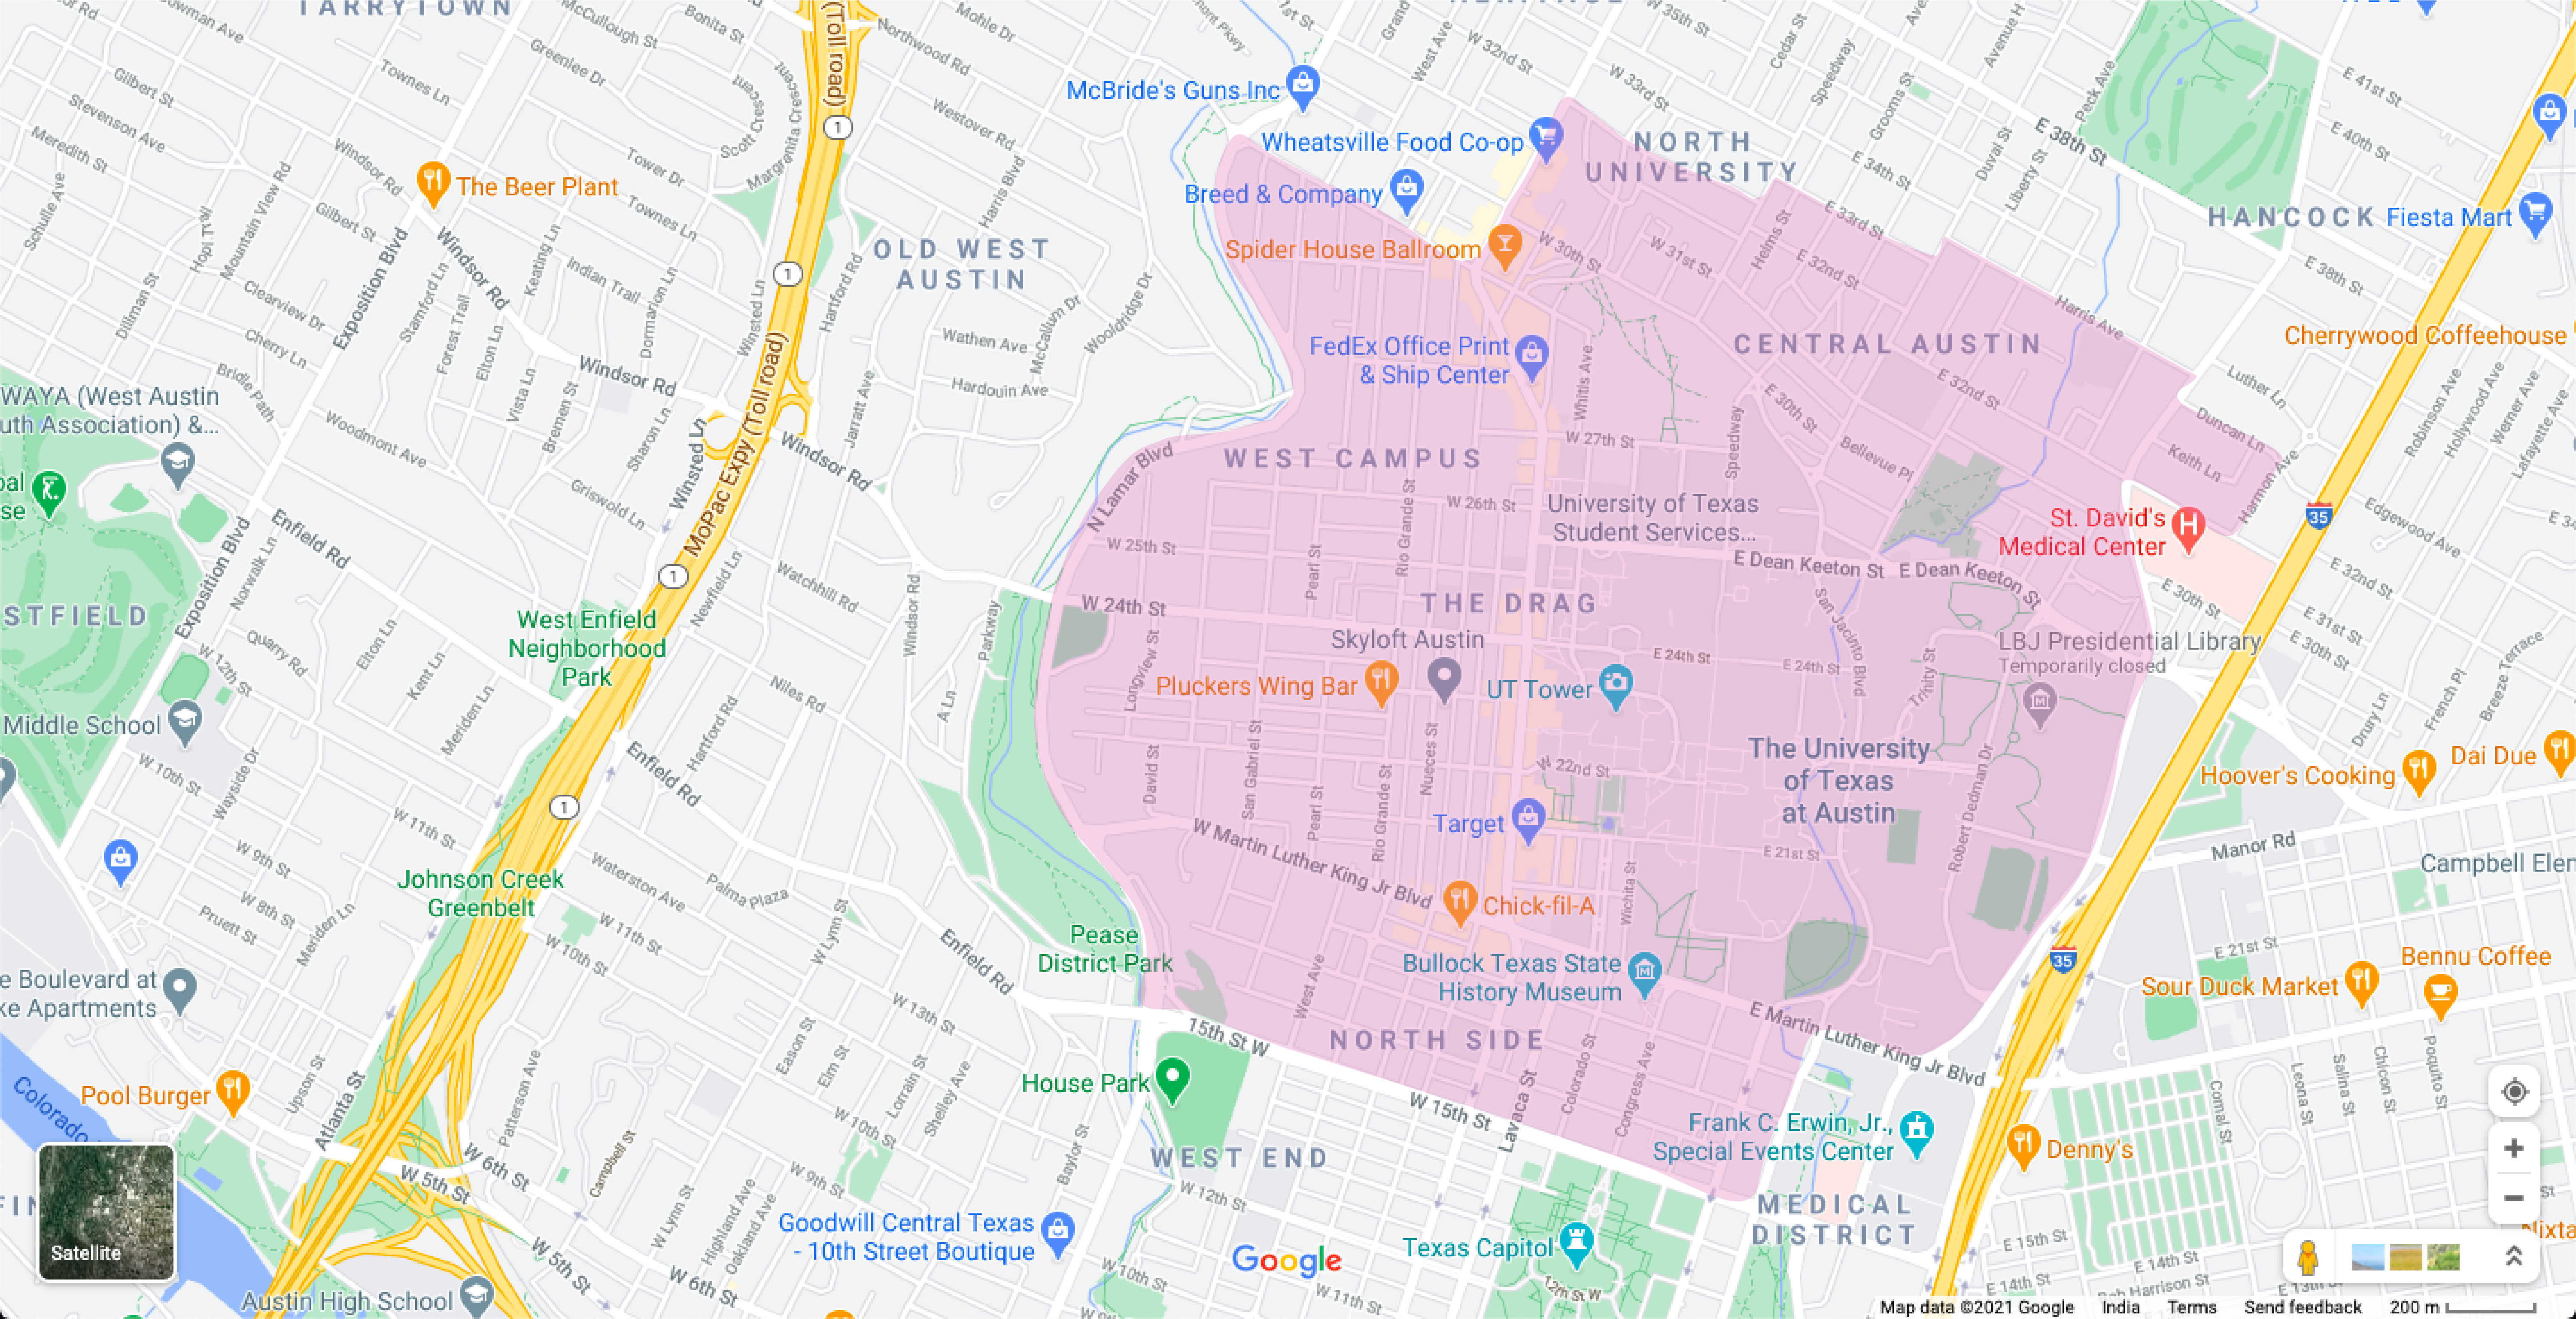 TARRYTOWN
McCullough St
Bonita St
Northwood Rd
Mohle Dr
1st St
Grand
W 35th St
Avenue H
Gilbert St
Greenlee Dr
Townes Ln
Scott Crescent
Margranita Crescent
(Toll road)
1
Westover Rd
McBride's Guns Inc
West Ave
W 32nd St
W 33rd St
Cedar St
Speedway
Grooms St
Peck Ave
E 41st St
Stevenson Ave
Meredith St
Windsor Rd
Tower Dr
Wheatsville Food Co-op
NORTH
UNIVERSITY
E 34th St
Duval St
Liberty St
E 38th St
E 40th St
The Beer Plant
Townes Ln
Harris Blvd
Breed & Company
E 33rd St
HANCOCK
Fiesta Mart
Schulle Ave
Hopi Trail
Mountain View Rd
Gilbert St
Exposition Blvd
Windsor Rd
Keating Ln
OLD WEST
AUSTIN
Spider House Ballroom
W 30th St
W 31st St
Helms St
E 32nd St
E 38th St
1
Dillman St
Clearview Dr
Stamford Ln
Forest Trail
Indian Trail
Dormarion Ln
Winsted Ln
Hartford Rd
McCallum Dr
Wooldridge Dr
Harris Ave
Cherry Ln
Elton Ln
Wathen Ave
FedEx Office Print
& Ship Center
CENTRAL AUSTIN
Cherrywood Coffeehouse
Bridle Path
Vista Ln
Bremen St
Windsor Rd
Hardouin Ave
Jarratt Ave
Whitis Ave
E 30th St
E 32nd St
Luther Ln
Robinson Ave
Hollywood Ave
Werner Ave
Lafayette Ave
WAYA (West Austin
uth Association) &...
Woodmont Ave
Sharon Ln
Winsted Ln
MoPac Expy (Toll road)
Windsor Rd
N Lamar Blvd
WEST CAMPUS
W 27th St
Speedway
Bellevue Pl
Duncan Ln
Keith Ln
Harmon Ave
Griswold Ln
W 26th St
Rio Grande St
University of Texas
Student Services...
St. David's
Medical Center
35
Edgewood Ave
Enfield Rd
Exposition Blvd
Norwalk Ln
1
Newfield Ln
Watchhill Rd
Windsor Rd
Parkway
W 25th St
Pearl St
E Dean Keeton St
E Dean Keeton St
E 32nd St
E 30th St
STFIELD
W 24th St
THE DRAG
San Jacinto Blvd
E 31st St
E 30th St
West Enfield
Neighborhood
Park
Quarry Rd
W 12th St
Elton Ln
Kent Ln
Meriden Ln
Niles Rd
A Ln
Longview St
Skyloft Austin
E 24th St
E 24th St
Trinity St
LBJ Presidential Library
Temporarily closed
Pluckers Wing Bar
UT Tower
Drury Ln
French Pl
Breeze Terrace
Middle School
W 10th St
Wayside Dr
Enfield Rd
Hartford Rd
David St
San Gabriel St
Nueces St
W 22nd St
The University
of Texas
at Austin
Robert Dedman Dr
Hoover's Cooking
Dai Due
1
W 11th St
Pearl St
Rio Grande St
W Martin Luther King Jr Blvd
Target
E 21st St
Manor Rd
Campbell Elen
W 9th St
Johnson Creek
Greenbelt
Waterston Ave
Palma Plaza
W 8th St
Pruett St
Meriden Ln
W 11th St
W 10th St
W Lynn St
Enfield Rd
Pease
District Park
Chick-fil-A
Wichita St
E 21st St
35
Bennu Coffee
Sour Duck Market
e Boulevard at
ke Apartments
W 13th St
West Ave
Bullock Texas State
History Museum
E Martin Luther King Jr Blvd
15th St W
NORTH SIDE
Eason St
Elm St
Lorrain St
Shelley Ave
House Park
Colorado St
Congress Ave
Pool Burger
Upson St
Atlanta St
Patterson Ave
W 10th St
W 15th St
Lavaca St
Frank C. Erwin, Jr.,
Special Events Center
Denny's
Comal St
Leona St
Salina St
Chicon St
Poquito St
Colorado
W 5th St
W 6th St
Campbell St
W 9th St
Baylor St
WEST END
W 12th St
MEDICAL
DISTRICT
W Lynn St
Highland Ave
Oakland Ave
Satellite
Goodwill Central Texas
- 10th Street Boutique
Google
Texas Capitol
E 15th St
E 14th St
E 14th St
W 5th St
W 6th St
W 10th St
W 11th St
12th St W
Austin High School
Map data ©2021 Google India Terms Send feedback 200 m